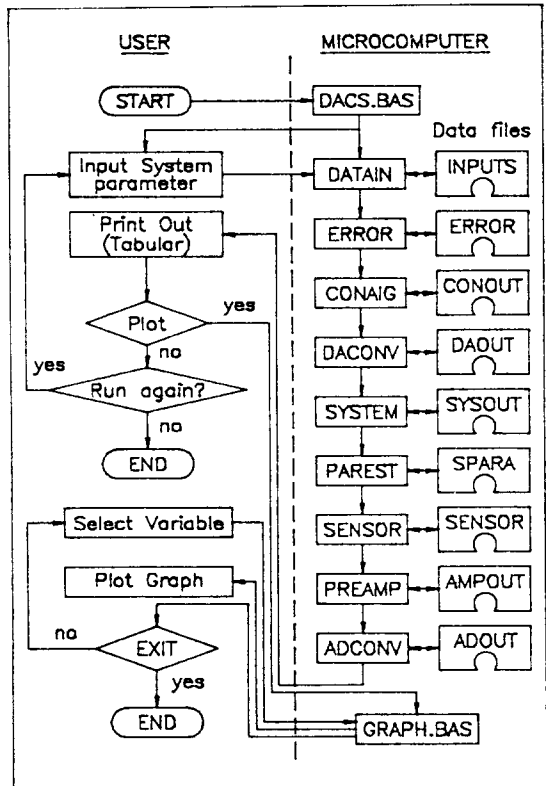 USER
MICROCOMPUTER
START
DACS.BAS
Data files
Input System
parameter
DATAIN
INPUTS
Print Out
(Tabular)
ERROR
ERROR
CONAIG
CONOUT
Plot
yes
no
DACONV
DAOUT
yes
Run again?
no
SYSTEM
SYSOUT
END
PAREST
SPARA
Select Variable
SENSOR
SENSOR
Plot Graph
PREAMP
AMPOUT
no
EXIT
yes
ADCONV
ADOUT
END
GRAPH.BAS